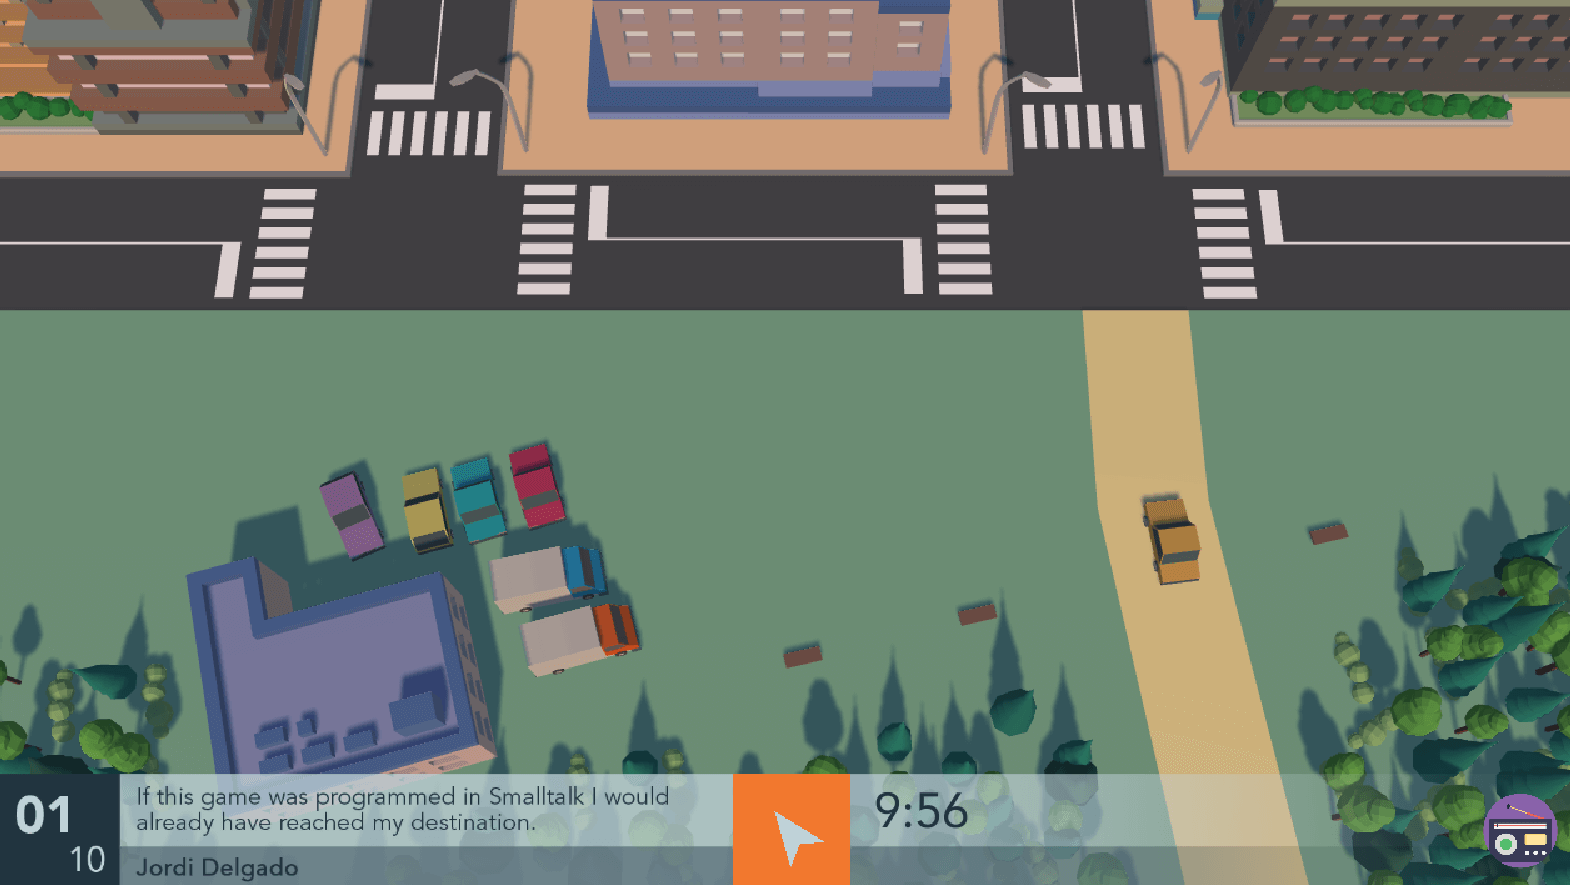 01
10
If this game was programmed in Smalltalk I would
already have reached my destination.
Jordi Delgado
9:56